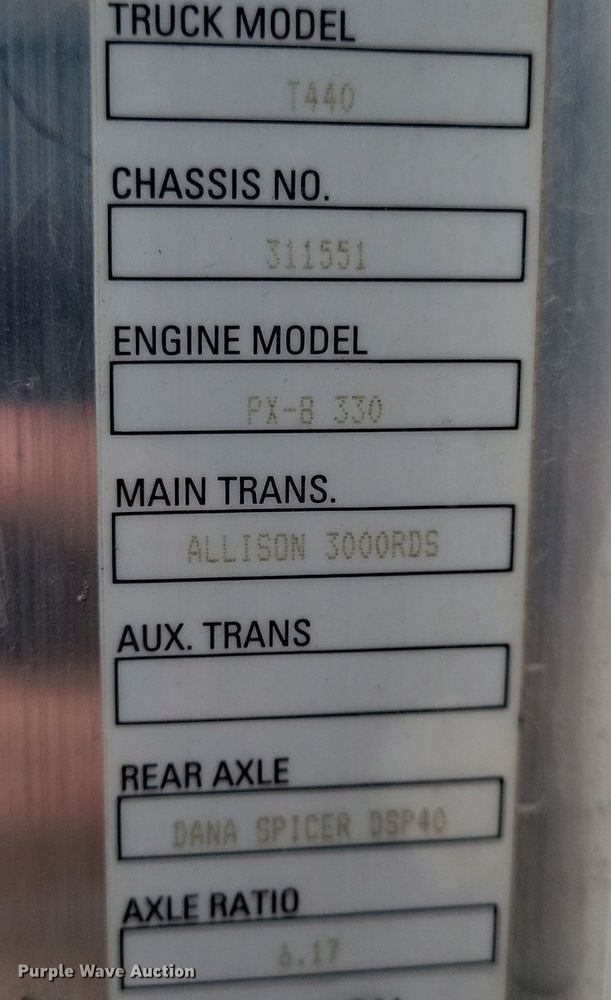 TRUCK MODEL
T440
CHASSIS NO.
311551
ENGINE MODEL
PX-8 330
MAIN TRANS.
ALLISON 3000RDS
AUX. TRANS
REAR AXLE
DANA SPICER DSP40
AXLE RATIO
6.17
Purple Wave Auction